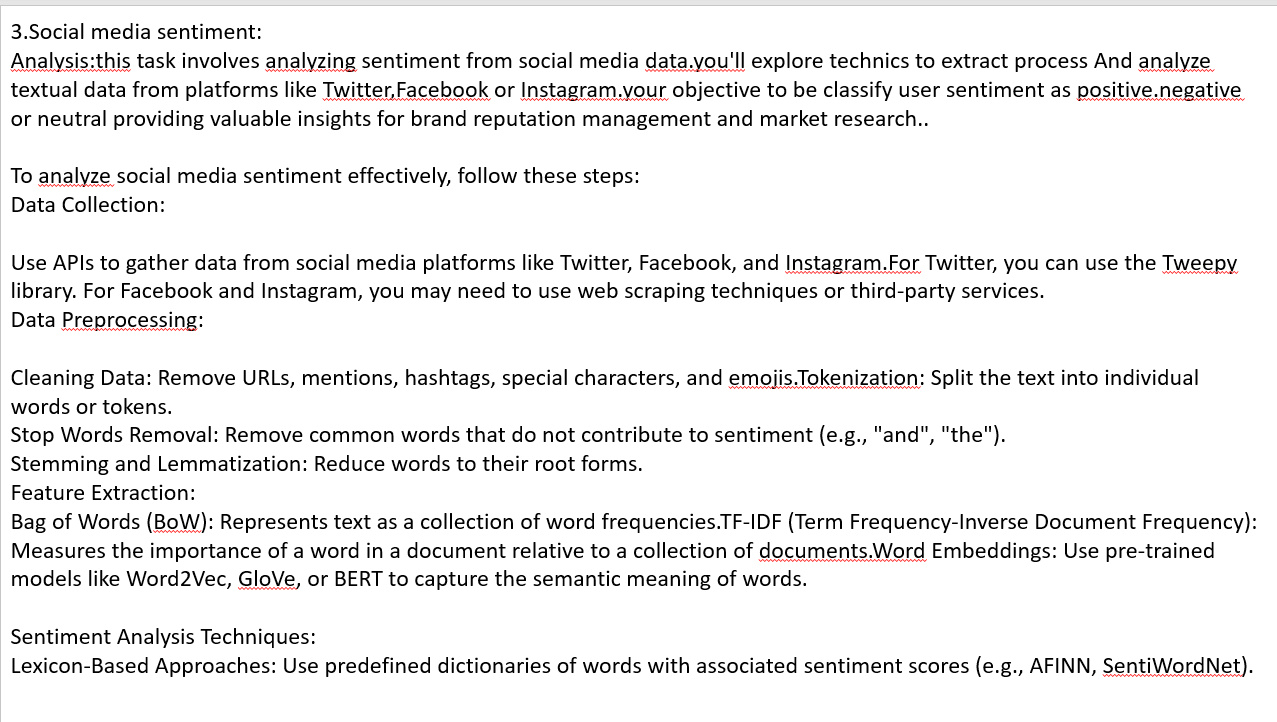 3.Social media sentiment:
Analysis:this task involves analyzing sentiment from social media data.you'll explore technics to extract process And analyze
textual data from platforms like Twitter,Facebook or Instagram.your objective to be classify user sentiment as positive.negative
or neutral providing valuable insights for brand reputation management and market research..
To analyze social media sentiment effectively, follow these steps:
Data Collection:
Use APIs to gather data from social media platforms like Twitter, Facebook, and Instagram.For Twitter, you can use the Tweepy
library. For Facebook and Instagram, you may need to use web scraping techniques or third-party services.
Data Preprocessing:
Cleaning Data: Remove URLs, mentions, hashtags, special characters, and emojis.Tokenization: Split the text into individual
words or tokens.
Stop Words Removal: Remove common words that do not contribute to sentiment (e.g., "and", "the").
Stemming and Lemmatization: Reduce words to their root forms.
Feature Extraction:
Bag of Words (BoW): Represents text as a collection of word frequencies.TF-IDF (Term Frequency-Inverse Document Frequency):
Measures the importance of a word in a document relative to a collection of documents.Word Embeddings: Use pre-trained
models like Word2Vec, GloVe, or BERT to capture the semantic meaning of words.
Sentiment Analysis Techniques:
Lexicon-Based Approaches: Use predefined dictionaries of words with associated sentiment scores (e.g., AFINN, SentiWordNet).